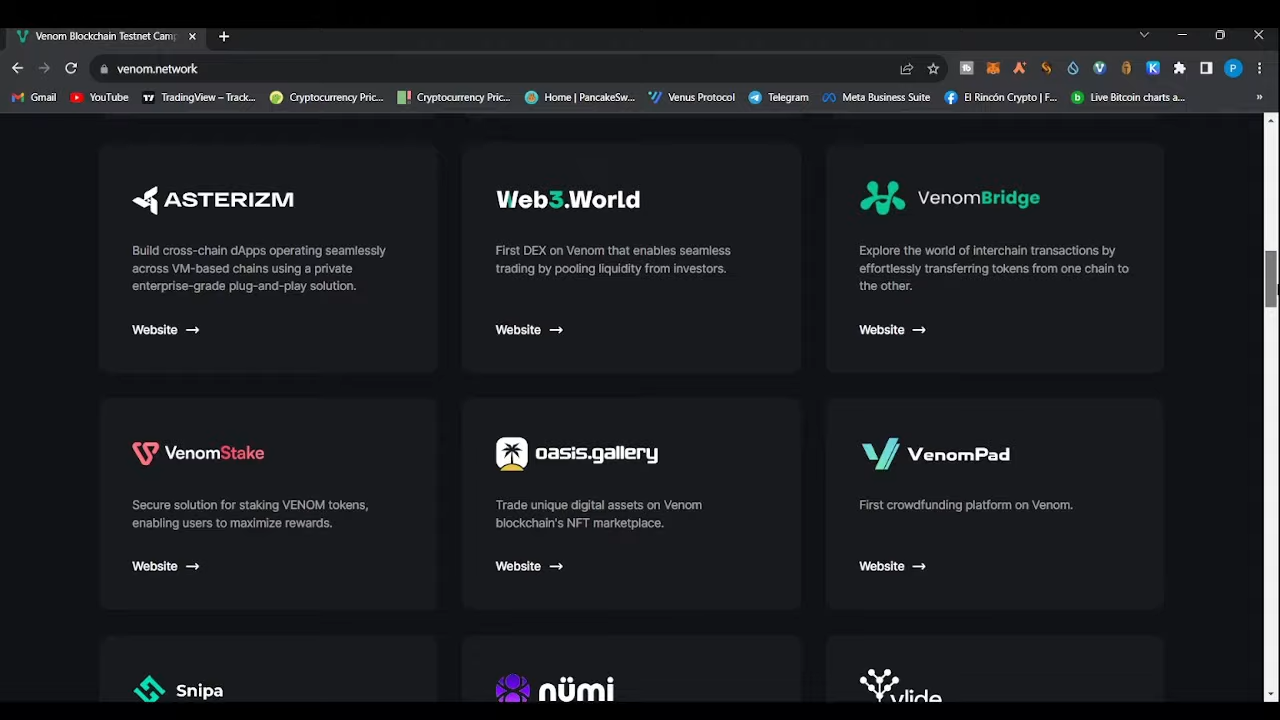 Venom Blockchain Testnet Camp
venom.network
Gmail
YouTube
TradingView – Track...
Cryptocurrency Pric...
Cryptocurrency Pric...
Home | PancakeSw...
Venus Protocol
Telegram
Meta Business Suite
El Rincón Crypto | F...
Live Bitcoin charts a...
»
ASTERIZM
Build cross-chain dApps operating seamlessly
across VM-based chains using a private
enterprise-grade plug-and-play solution.
Website →
Web3.World
First DEX on Venom that enables seamless
trading by pooling liquidity from investors.
Website →
VenomBridge
Explore the world of interchain transactions by
effortlessly transferring tokens from one chain to
the other.
Website →
VenomStake
Secure solution for staking VENOM tokens,
enabling users to maximize rewards.
Website →
oasis.gallery
Trade unique digital assets on Venom
blockchain's NFT marketplace.
Website →
VenomPad
First crowdfunding platform on Venom.
Website →
Snipa
nümi
ylide